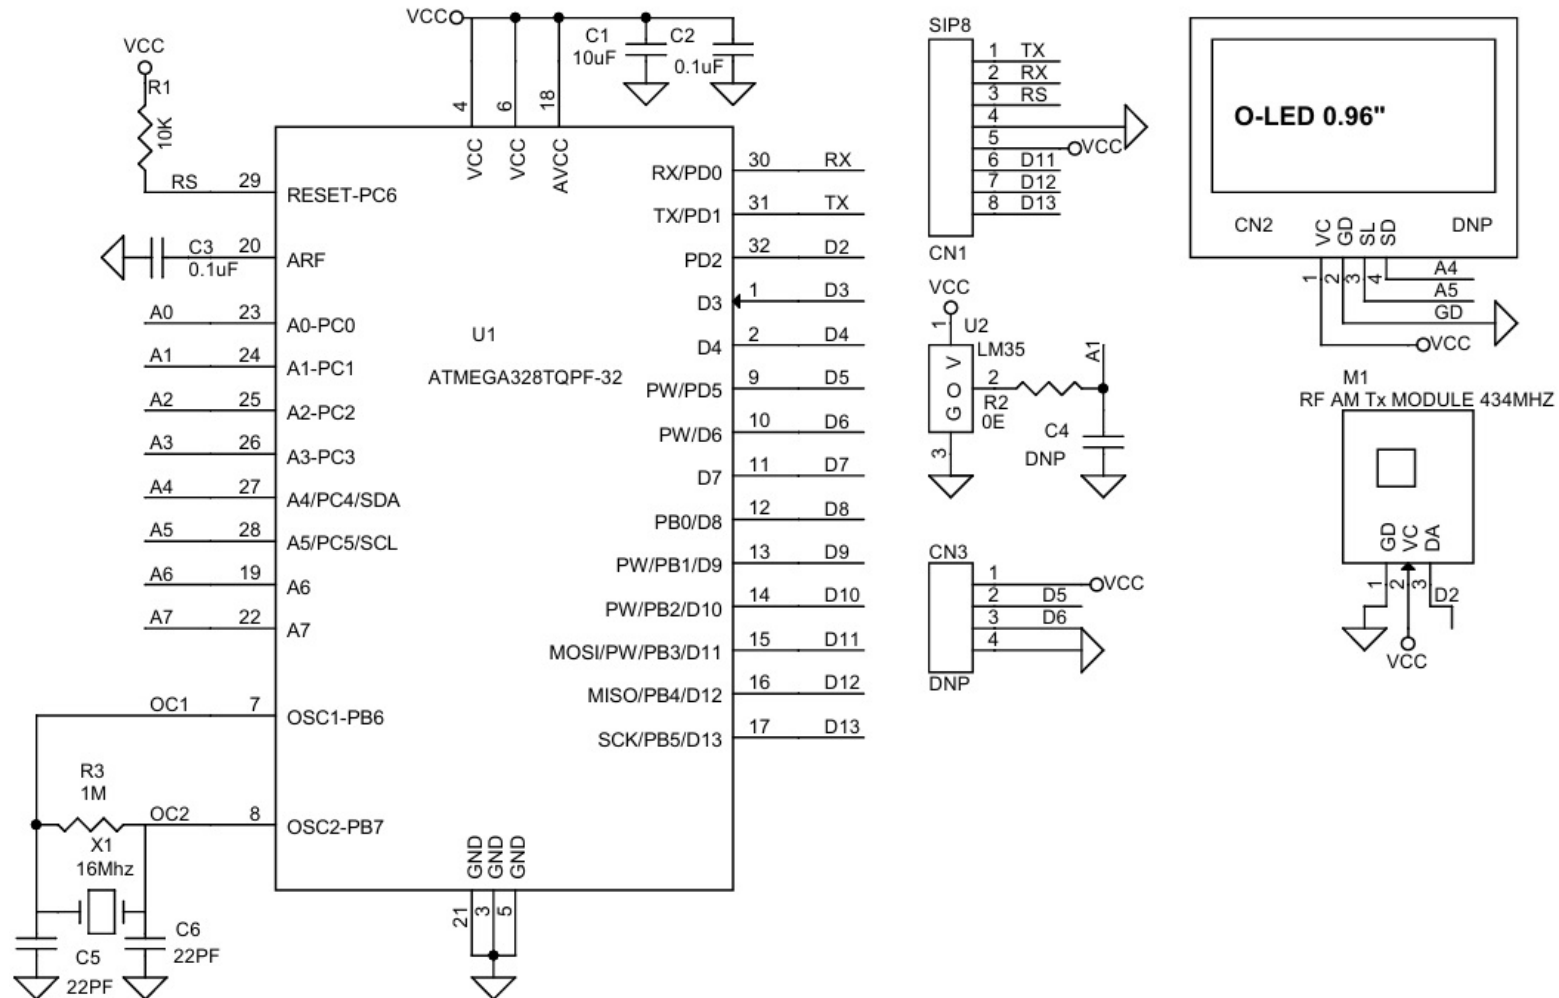 VCC
C1
10uF
C2
0.1uF
VCC
R1
10K
4
6
18
VCC
VCC
AVCC
RS 29 RESET-PC6
C3
0.1uF
20 ARF
A0 23 A0-PC0
A1 24 A1-PC1
A2 25 A2-PC2
A3 26 A3-PC3
A4 27 A4/PC4/SDA
A5 28 A5/PC5/SCL
A6 19 A6
A7 22 A7
OC1 7 OSC1-PB6
OC2 8 OSC2-PB7
R3
1M
X1
16Mhz
C5
22PF
C6
22PF
U1
ATMEGA328TQPF-32
RX/PD0 30 RX
TX/PD1 31 TX
PD2 32 D2
D3 1 D3
D4 2 D4
PW/PD5 9 D5
PW/D6 10 D6
D7 11 D7
PB0/D8 12 D8
PW/PB1/D9 13 D9
PW/PB2/D10 14 D10
MOSI/PW/PB3/D11 15 D11
MISO/PB4/D12 16 D12
SCK/PB5/D13 17 D13
GND
GND
GND
21
3
5
SIP8
1 TX
2 RX
3 RS
4
5 VCC
6 D11
7 D12
8 D13
CN1
VCC
1
U2
LM35
G O V
2
R2
0E
3
A1
C4
DNP
CN3
1 VCC
2 D5
3 D6
4
DNP
O-LED 0.96"
CN2
VC
GD
SL
SD
DNP
1
2
3
4
A4
A5
GD
VCC
M1
RF AM Tx MODULE 434MHZ
GD
VC
DA
1
2
3
D2
VCC